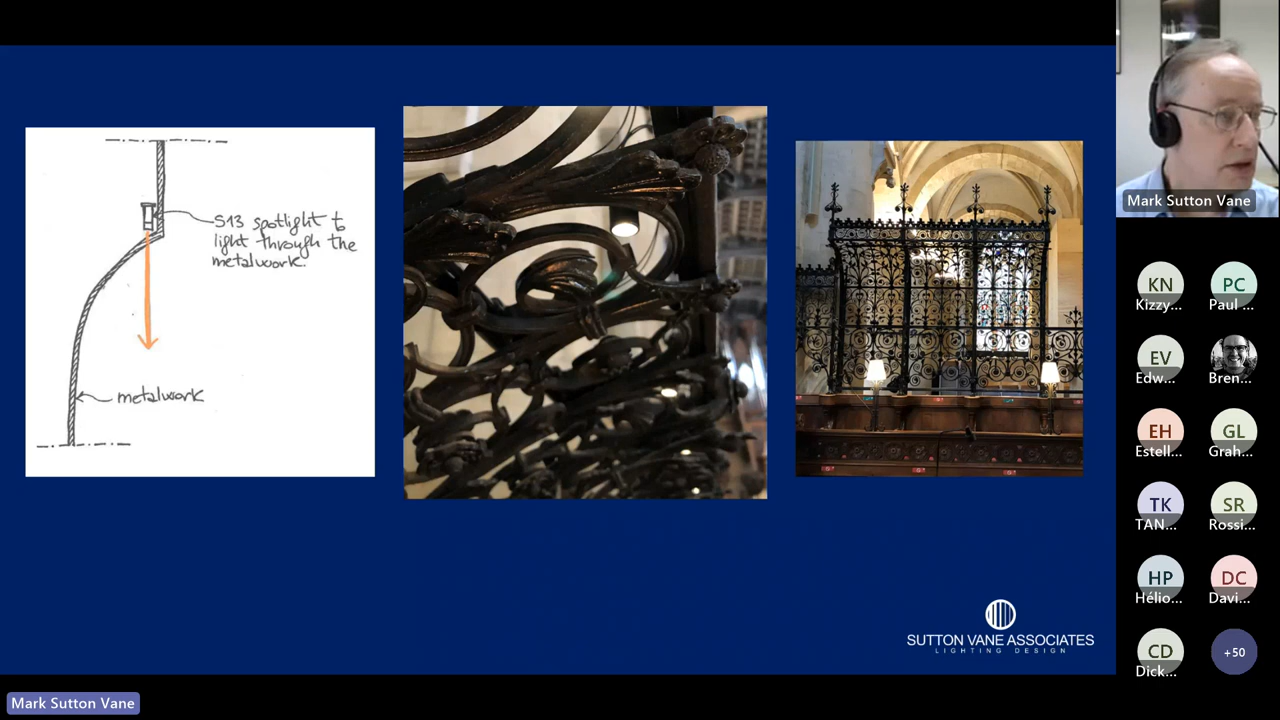 S13 spotlight to
light through the
metalwork.
metalwork
SUTTON VANE ASSOCIATES
LIGHTING DESIGN
Mark Sutton Vane
KN
Kizzy...
PC
Paul ...
EV
Edw...
Bren...
EH
Estell...
GL
Grah...
TK
TAN...
SR
Rossi...
HP
Hélio...
DC
Davi...
CD
Dick...
+50
Mark Sutton Vane